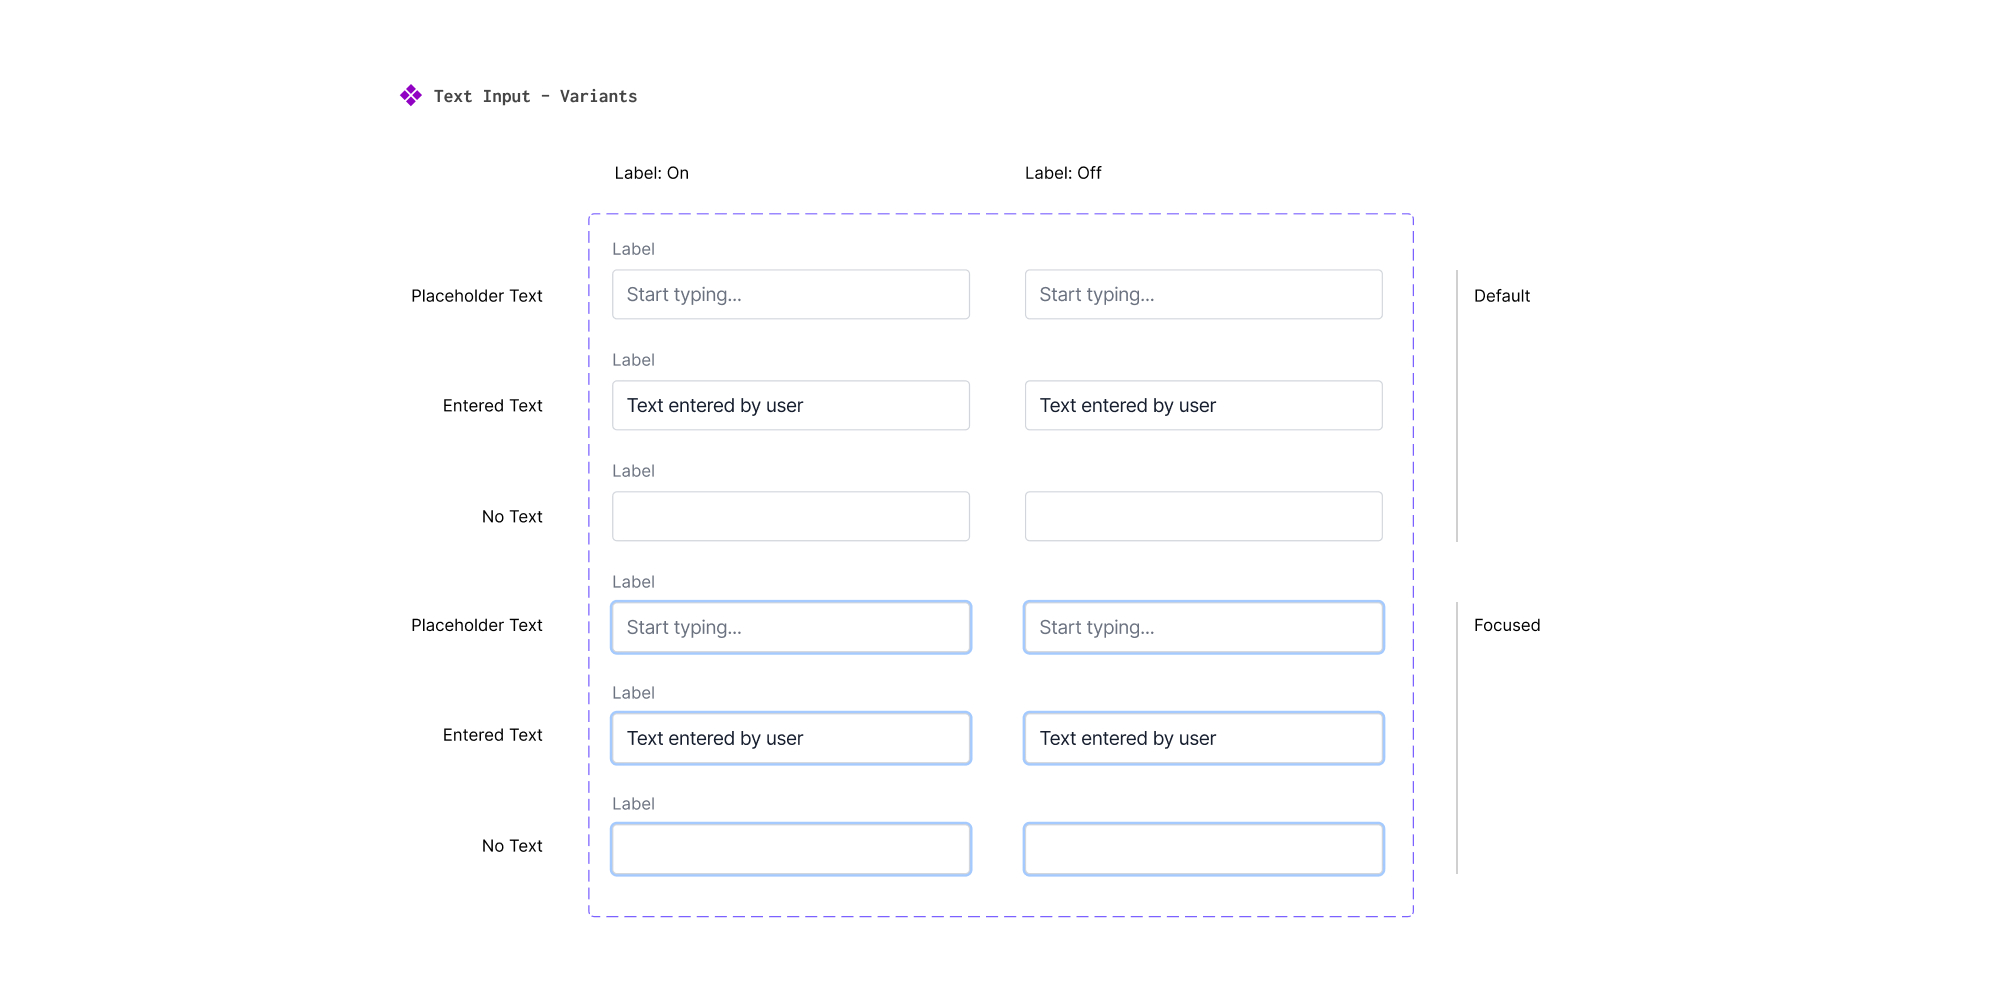 Text Input - Variants
Label: On
Label: Off
Label
Placeholder Text
Start typing...
Start typing...
Default
Label
Entered Text
Text entered by user
Text entered by user
Label
No Text
Label
Placeholder Text
Start typing...
Start typing...
Focused
Label
Entered Text
Text entered by user
Text entered by user
Label
No Text